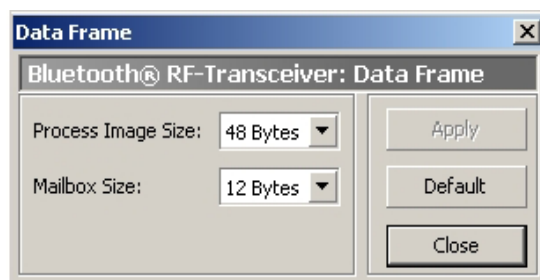 Data Frame
Bluetooth® RF-Transceiver: Data Frame
Process Image Size: 48 Bytes
Apply
Mailbox Size: 12 Bytes
Default
Close